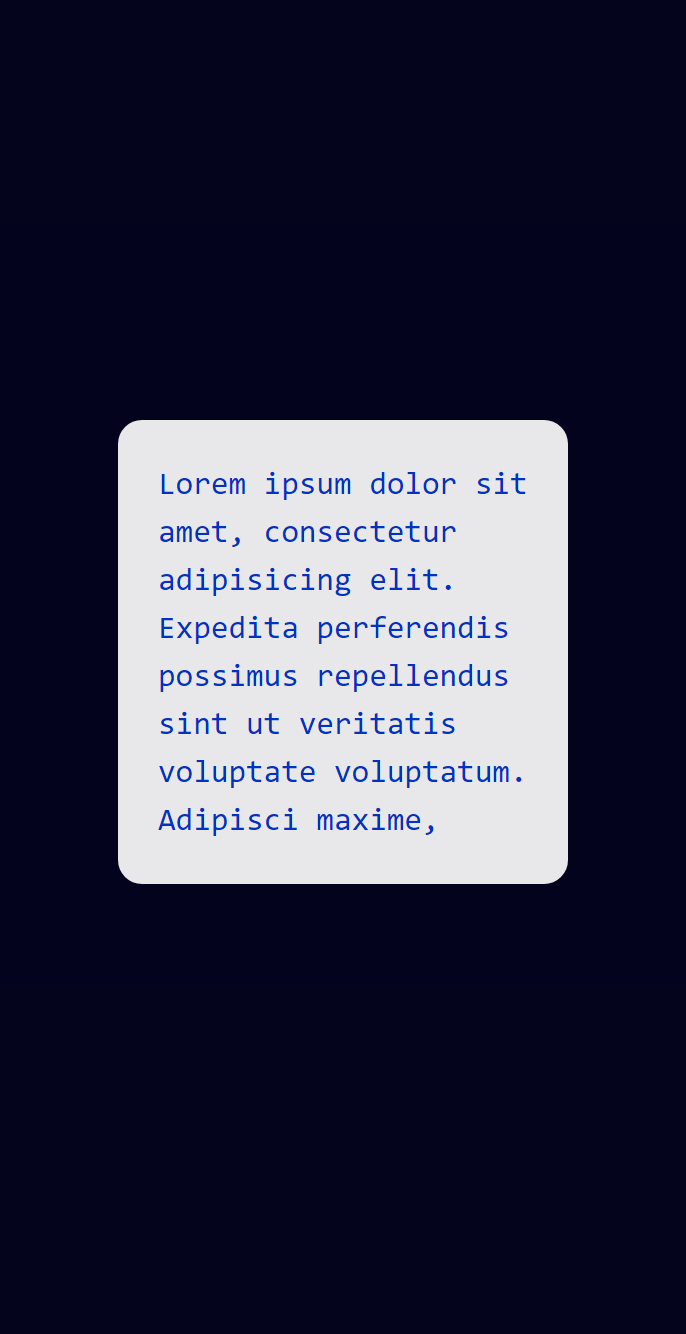 Lorem ipsum dolor sit
amet, consectetur
adipisicing elit.
Expedita perferendis
possimus repellendus
sint ut veritatis
voluptate voluptatum.
Adipisci maxime,